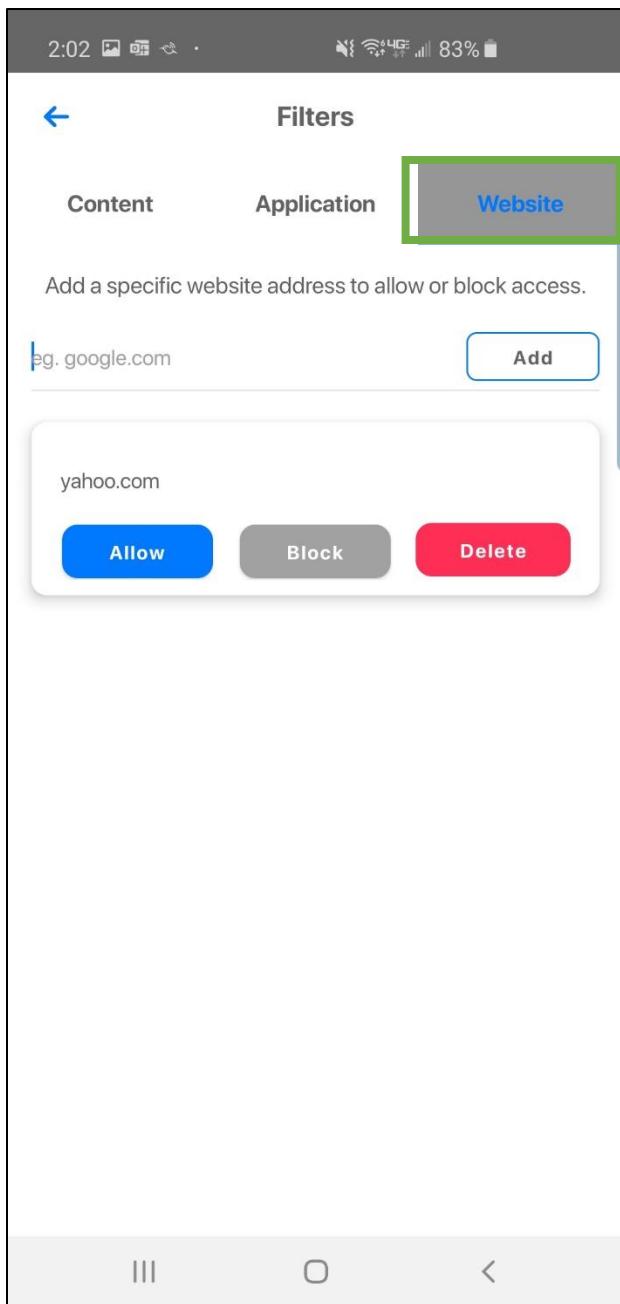 2:02 4GE 83%
Filters
Content Application Website
Add a specific website address to allow or block access.
eg. google.com Add
yahoo.com
Allow Block Delete